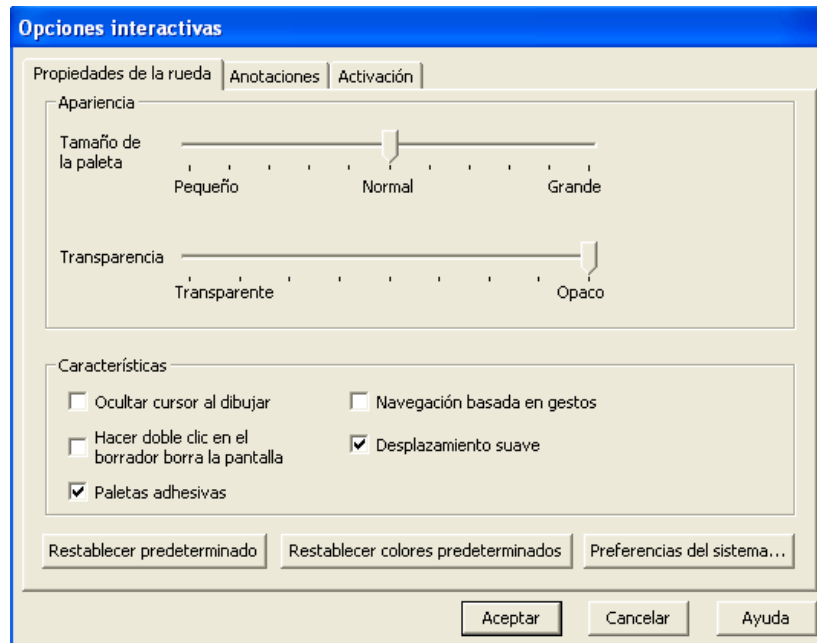 Opciones interactivas
Propiedades de la rueda
Anotaciones
Activación
Apariencia
Tamaño de
la paleta
Pequeño
Normal
Grande
Transparencia
Transparente
Opaco
Características
Ocultar cursor al dibujar
Navegación basada en gestos
Hacer doble clic en el
borrador borra la pantalla
Desplazamiento suave
Paletas adhesivas
Restablecer predeterminado
Restablecer colores predeterminados
Preferencias del sistema...
Aceptar
Cancelar
Ayuda